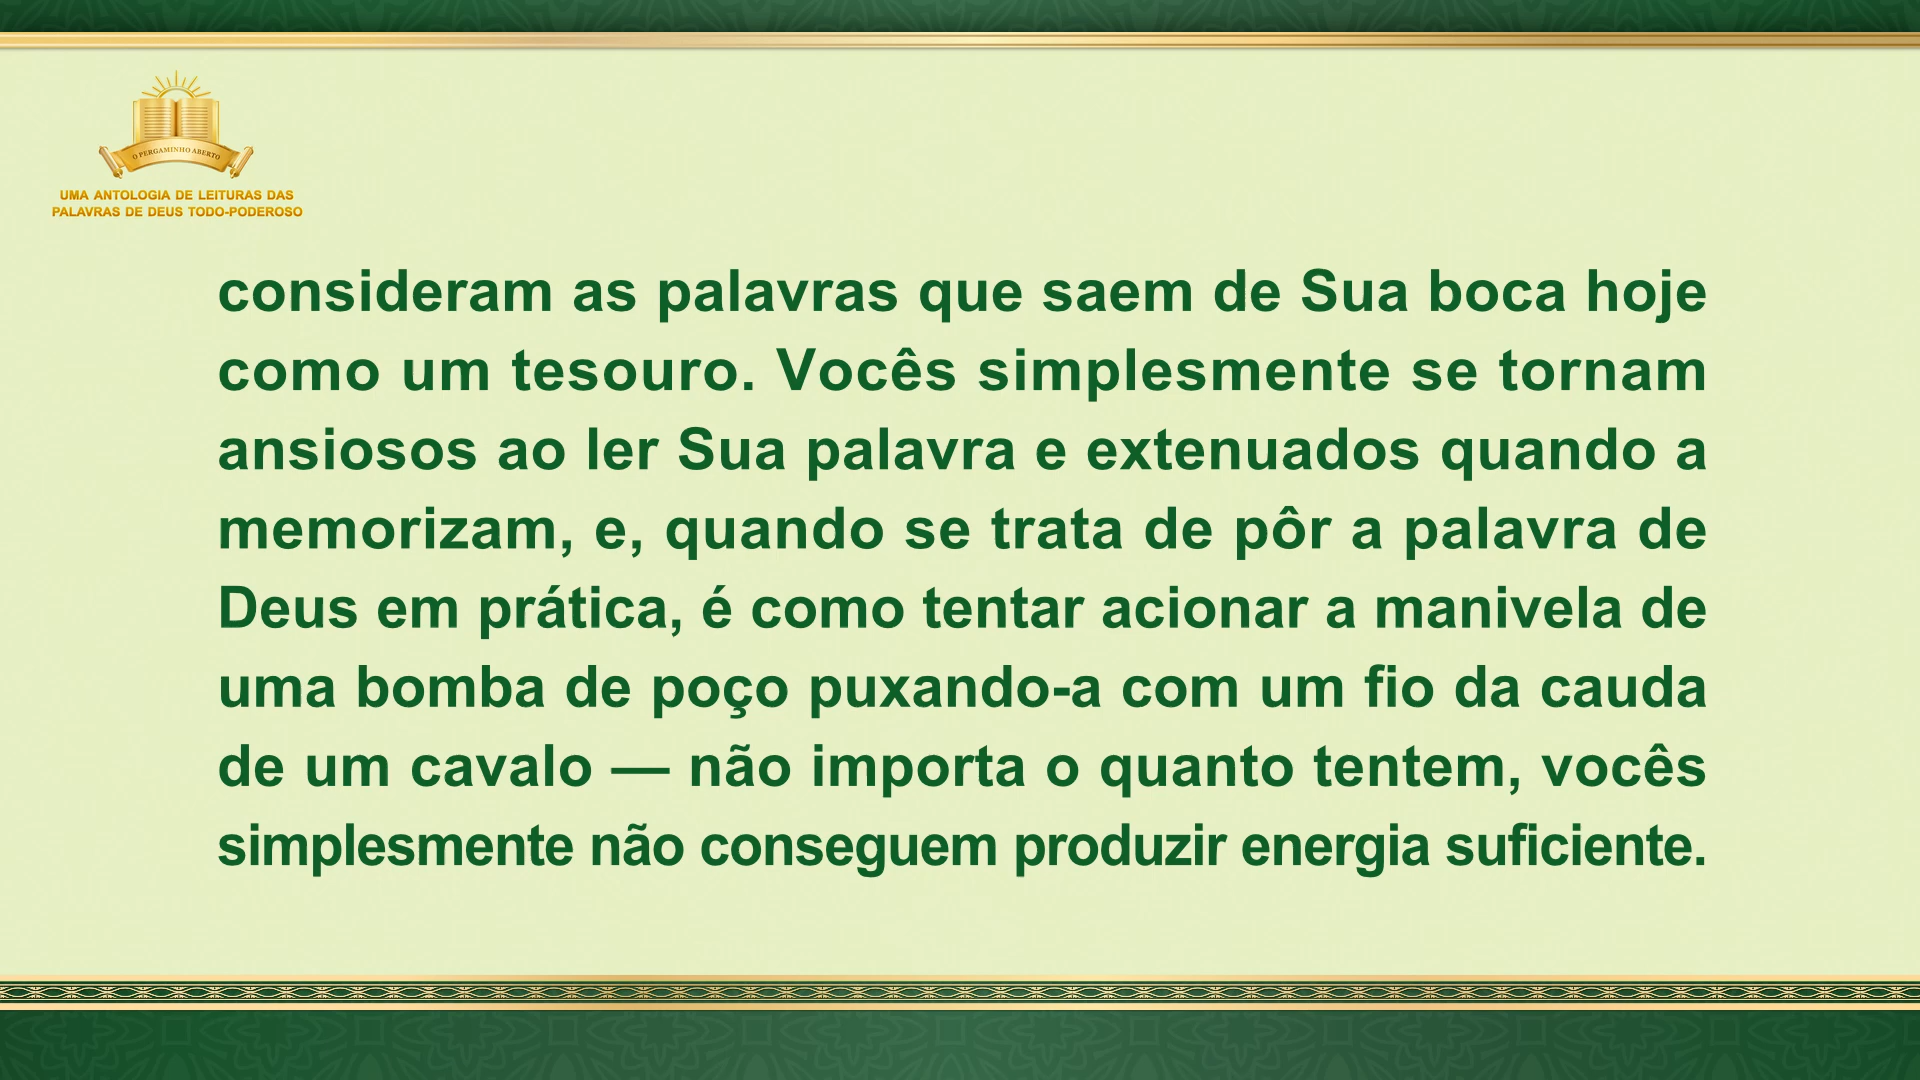 O PERGAMINHO ABERTO
UMA ANTOLOGIA DE LEITURAS DAS
PALAVRAS DE DEUS TODO-PODEROSO
consideram as palavras que saem de Sua boca hoje
como um tesouro. Vocês simplesmente se tornam
ansiosos ao ler Sua palavra e extenuados quando a
memorizam, e, quando se trata de pôr a palavra de
Deus em prática, é como tentar acionar a manivela de
uma bomba de poço puxando-a com um fio da cauda
de um cavalo — não importa o quanto tentem, vocês
simplesmente não conseguem produzir energia suficiente.